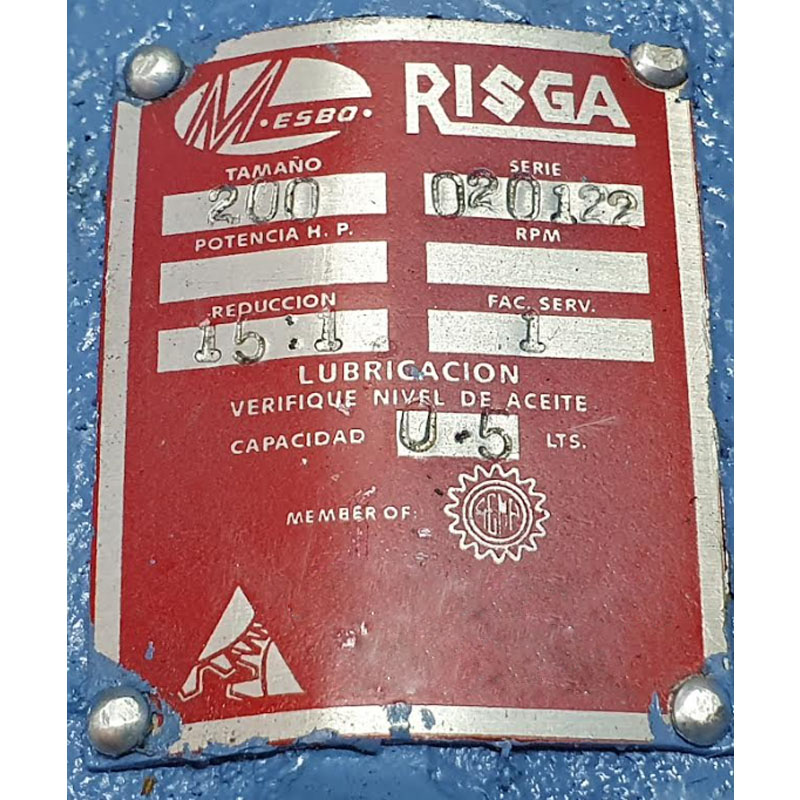 M·ESBO· RISGA
TAMAÑO SERIE
200 020122
POTENCIA H. P. RPM
REDUCCION FAC. SERV.
15:1 1
LUBRICACION
VERIFIQUE NIVEL DE ACEITE
CAPACIDAD 0.5 LTS.
MEMBER OF: AGMA